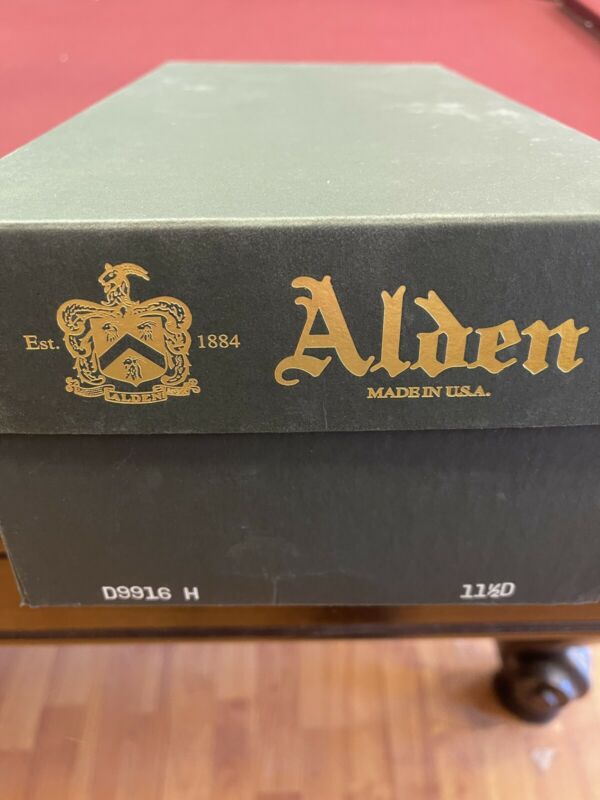 Est. 1884
ALDEN
Alden
MADE IN U.S.A.
D9916 H
11½D